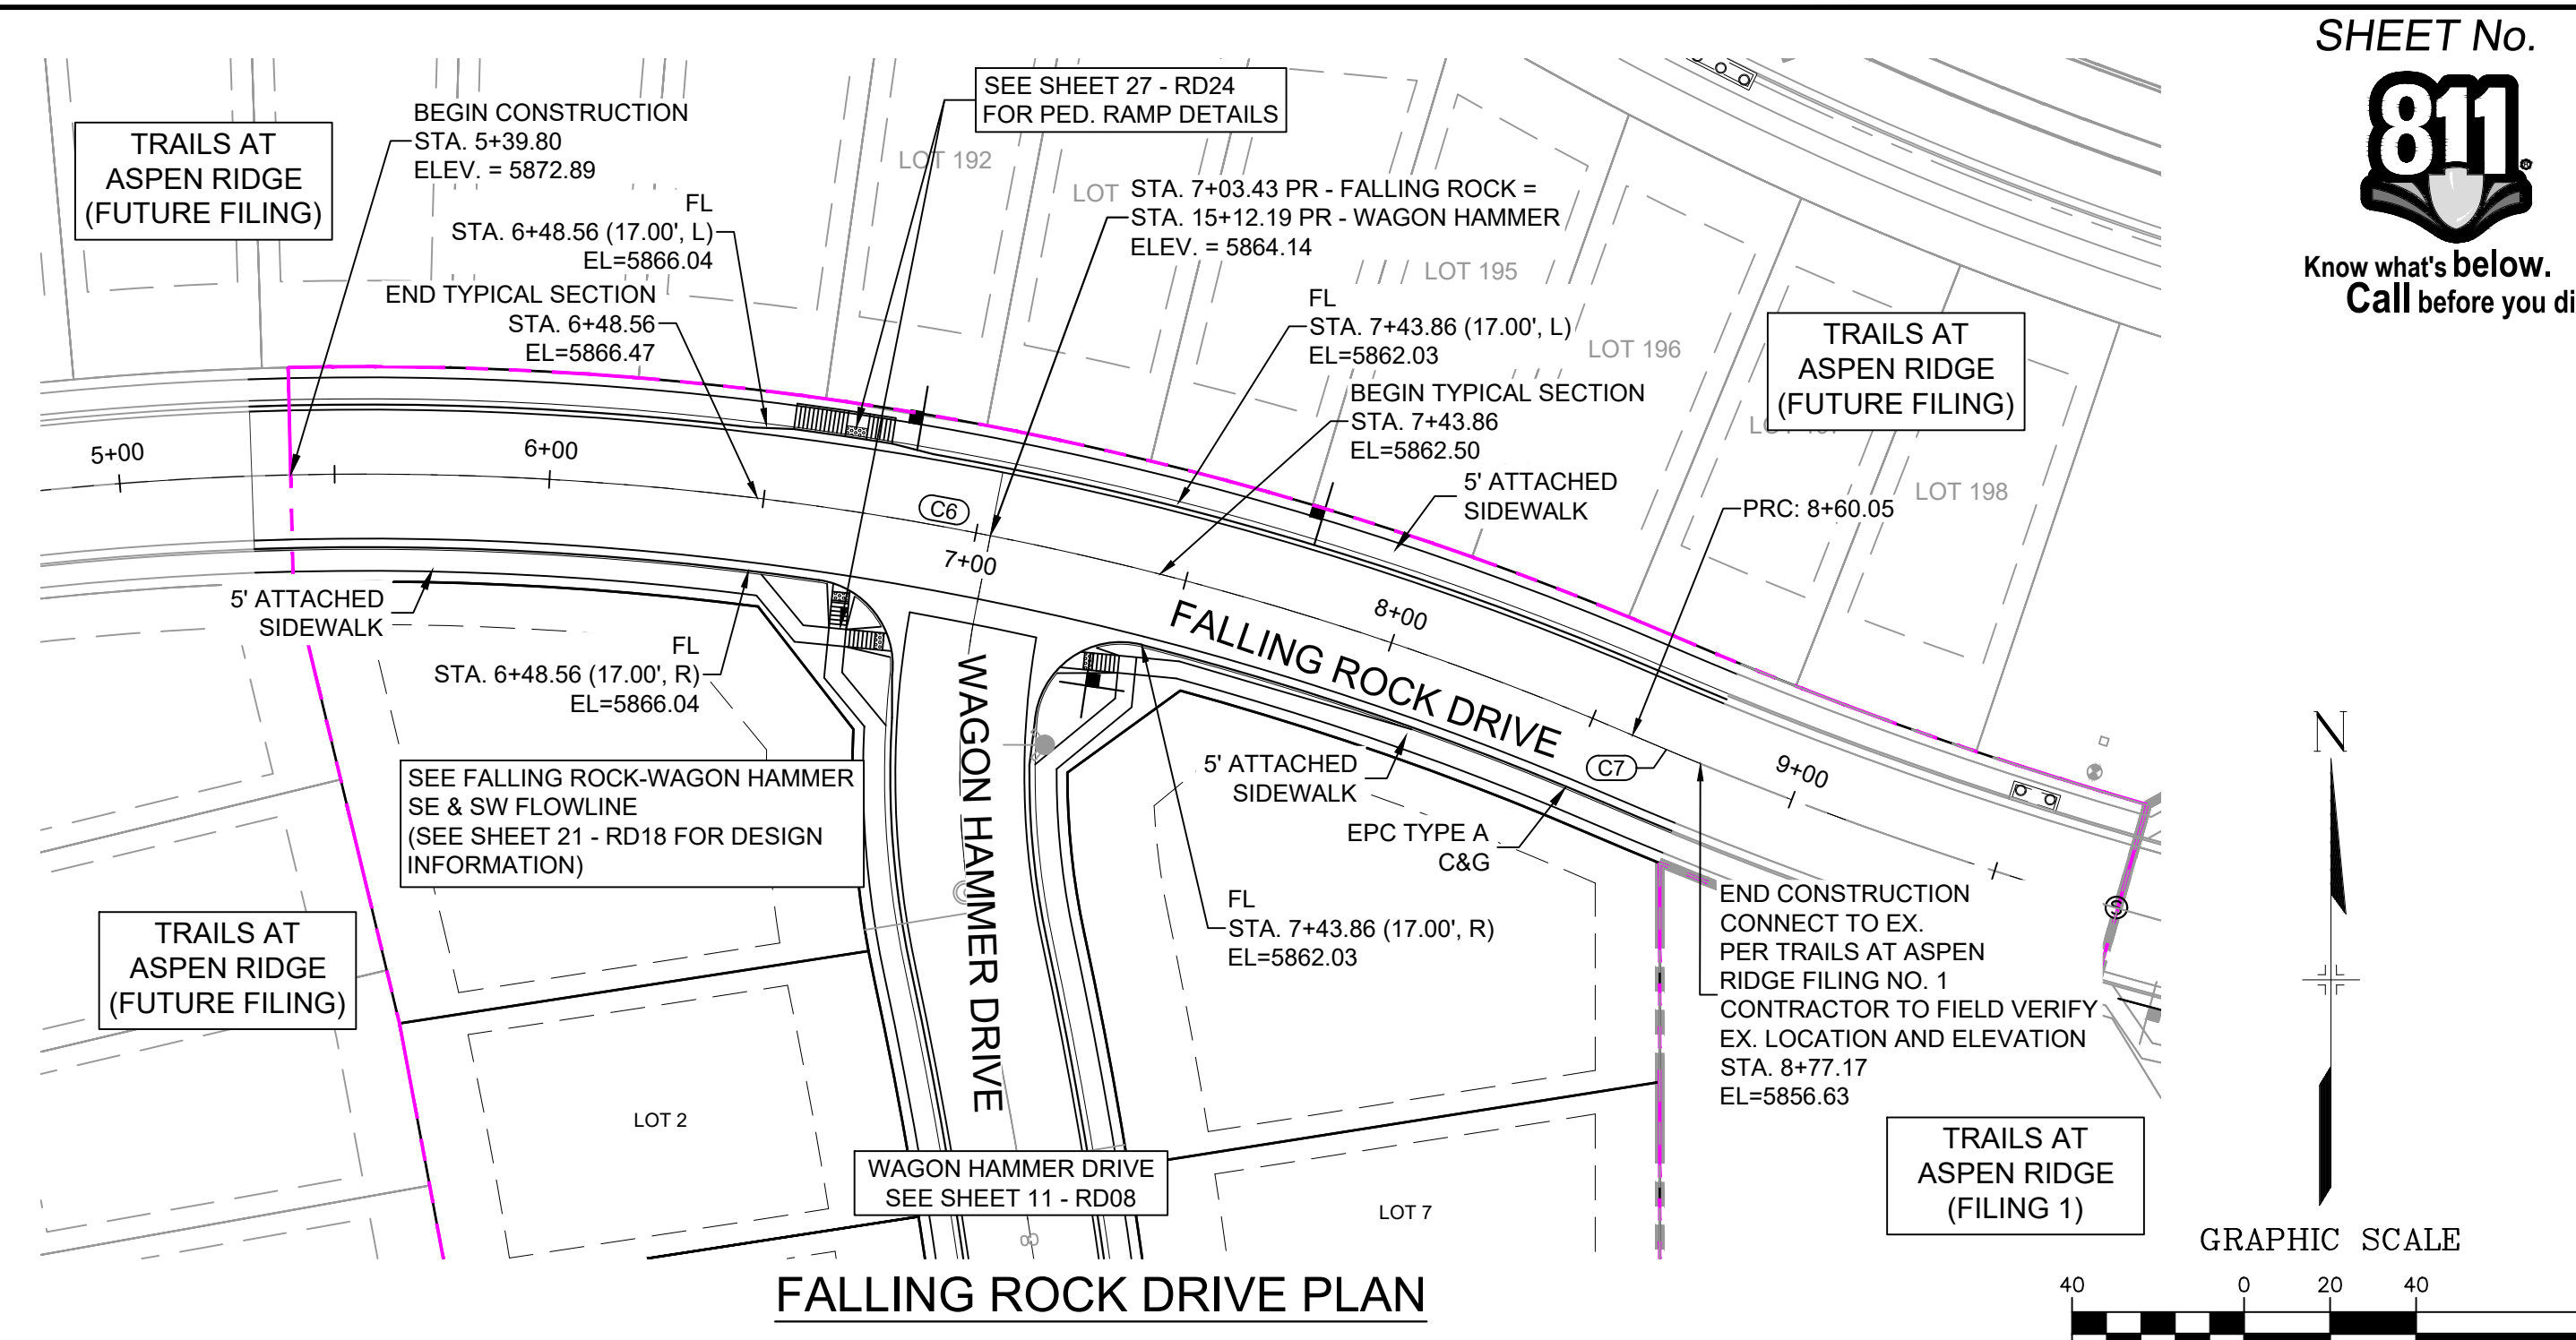 SHEET No.
811
Know what's below.
Call before you di
TRAILS AT
ASPEN RIDGE
(FUTURE FILING)
BEGIN CONSTRUCTION
STA. 5+39.80
ELEV. = 5872.89
FL
STA. 6+48.56 (17.00', L)
EL=5866.04
END TYPICAL SECTION
STA. 6+48.56
EL=5866.47
SEE SHEET 27 - RD24
FOR PED. RAMP DETAILS
LOT 192
LOT
STA. 7+03.43 PR - FALLING ROCK =
STA. 15+12.19 PR - WAGON HAMMER
ELEV. = 5864.14
LOT 195
FL
STA. 7+43.86 (17.00', L)
EL=5862.03
LOT 196
BEGIN TYPICAL SECTION
STA. 7+43.86
EL=5862.50
TRAILS AT
ASPEN RIDGE
(FUTURE FILING)
5' ATTACHED
SIDEWALK
LOT 198
PRC: 8+60.05
5+00
6+00
C6
7+00
8+00
9+00
C7
FALLING ROCK DRIVE
WAGON HAMMER DRIVE
5' ATTACHED
SIDEWALK
FL
STA. 6+48.56 (17.00', R)
EL=5866.04
SEE FALLING ROCK-WAGON HAMMER
SE & SW FLOWLINE
(SEE SHEET 21 - RD18 FOR DESIGN
INFORMATION)
5' ATTACHED
SIDEWALK
EPC TYPE A
C&G
FL
STA. 7+43.86 (17.00', R)
EL=5862.03
END CONSTRUCTION
CONNECT TO EX.
PER TRAILS AT ASPEN
RIDGE FILING NO. 1
CONTRACTOR TO FIELD VERIFY
EX. LOCATION AND ELEVATION
STA. 8+77.17
EL=5856.63
S
TRAILS AT
ASPEN RIDGE
(FUTURE FILING)
LOT 2
WAGON HAMMER DRIVE
SEE SHEET 11 - RD08
LOT 7
TRAILS AT
ASPEN RIDGE
(FILING 1)
N
GRAPHIC SCALE
40 0 20 40
FALLING ROCK DRIVE PLAN